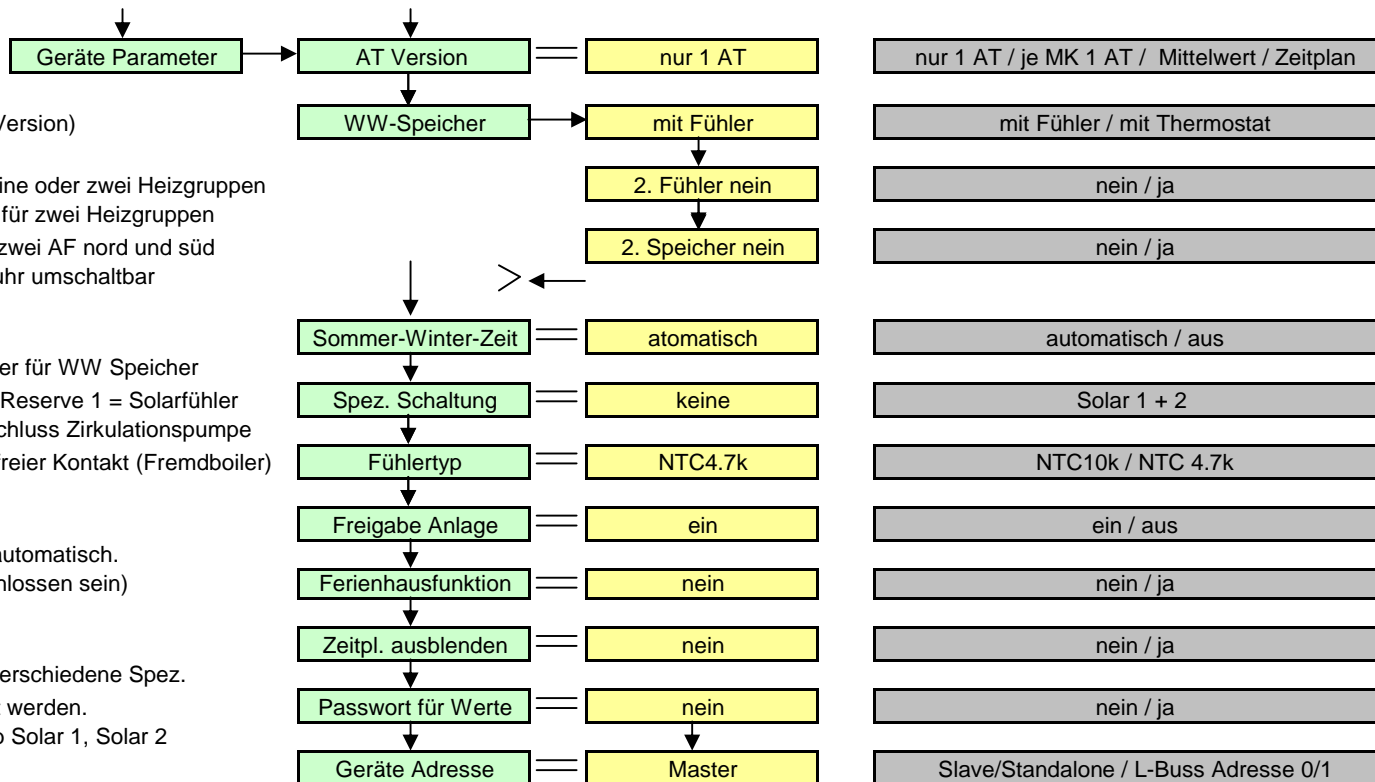 Geräte Parameter AT Version nur 1 AT nur 1 AT / je MK 1 AT / Mittelwert / Zeitplan
Version) WW-Speicher mit Fühler mit Fühler / mit Thermostat
ine oder zwei Heizgruppen 2. Fühler nein nein / ja
für zwei Heizgruppen
zwei AF nord und süd 2. Speicher nein nein / ja
uhr umschaltbar
Sommer-Winter-Zeit atomatisch automatisch / aus
er für WW Speicher
Reserve 1 = Solarfühler Spez. Schaltung keine Solar 1 + 2
chluss Zirkulationspumpe
freier Kontakt (Fremdboiler) Fühlertyp NTC4.7k NTC10k / NTC 4.7k
Freigabe Anlage ein ein / aus
automatisch.
hlossen sein) Ferienhausfunktion nein nein / ja
Zeitpl. ausblenden nein nein / ja
erschiedene Spez.
t werden. Passwort für Werte nein nein / ja
o Solar 1, Solar 2
Geräte Adresse Master Slave/Standalone / L-Buss Adresse 0/1